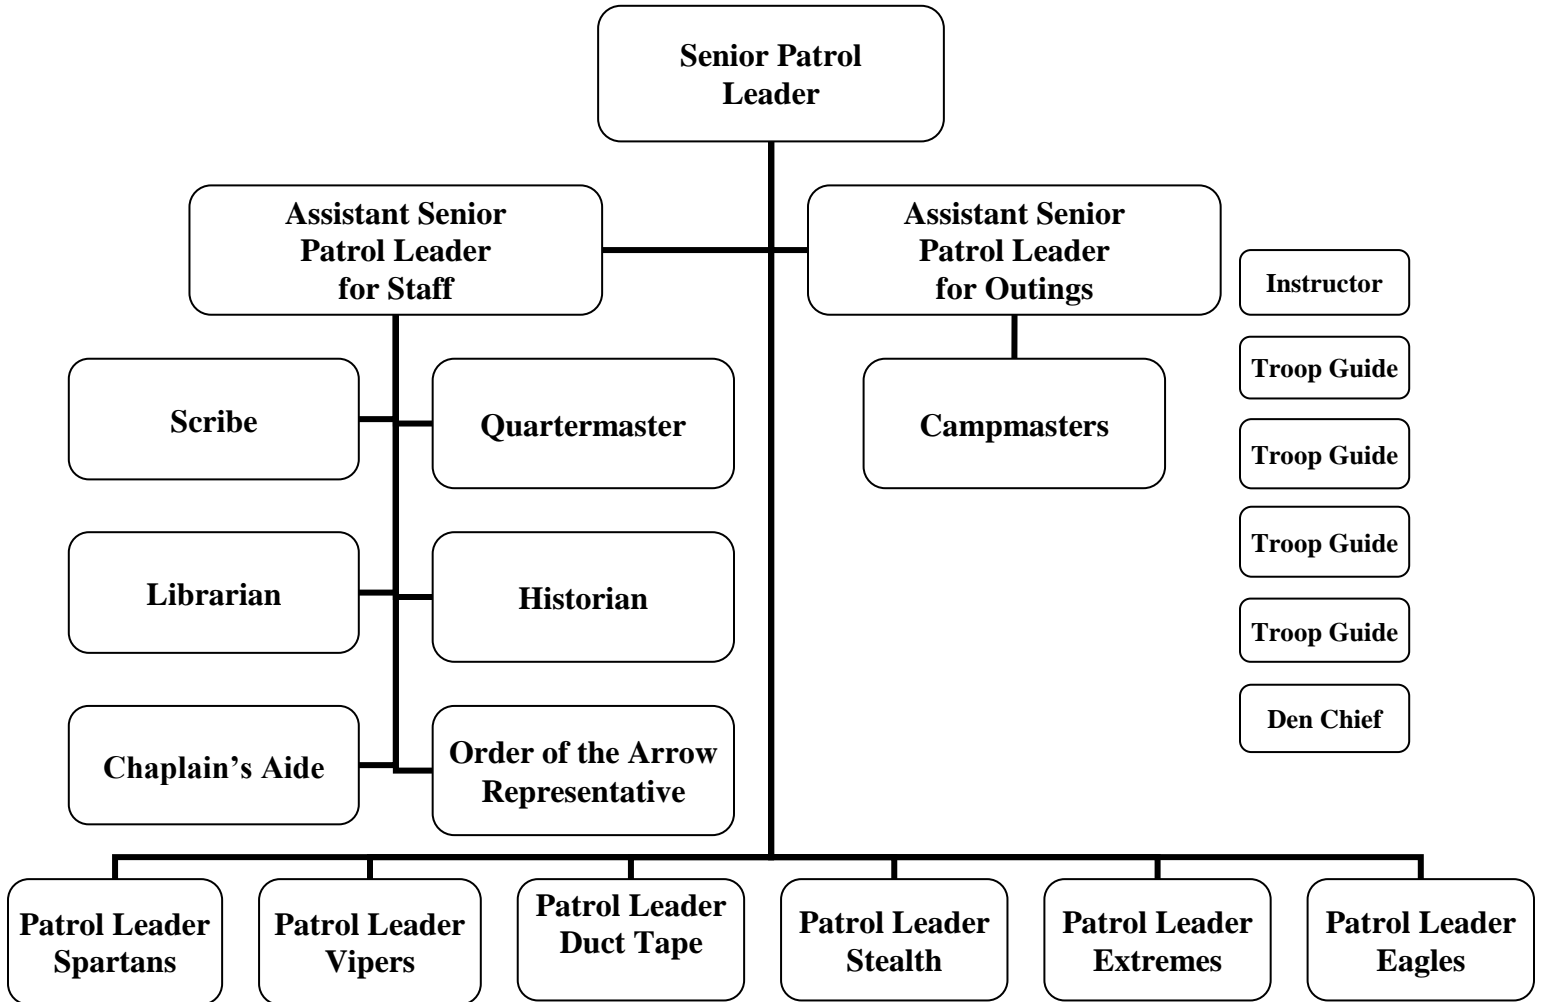 Senior Patrol
Leader
Assistant Senior
Patrol Leader
for Staff
Assistant Senior
Patrol Leader
for Outings
Instructor
Troop Guide
Scribe
Quartermaster
Campmasters
Troop Guide
Troop Guide
Librarian
Historian
Troop Guide
Den Chief
Chaplain’s Aide
Order of the Arrow
Representative
Patrol Leader
Spartans
Patrol Leader
Vipers
Patrol Leader
Duct Tape
Patrol Leader
Stealth
Patrol Leader
Extremes
Patrol Leader
Eagles